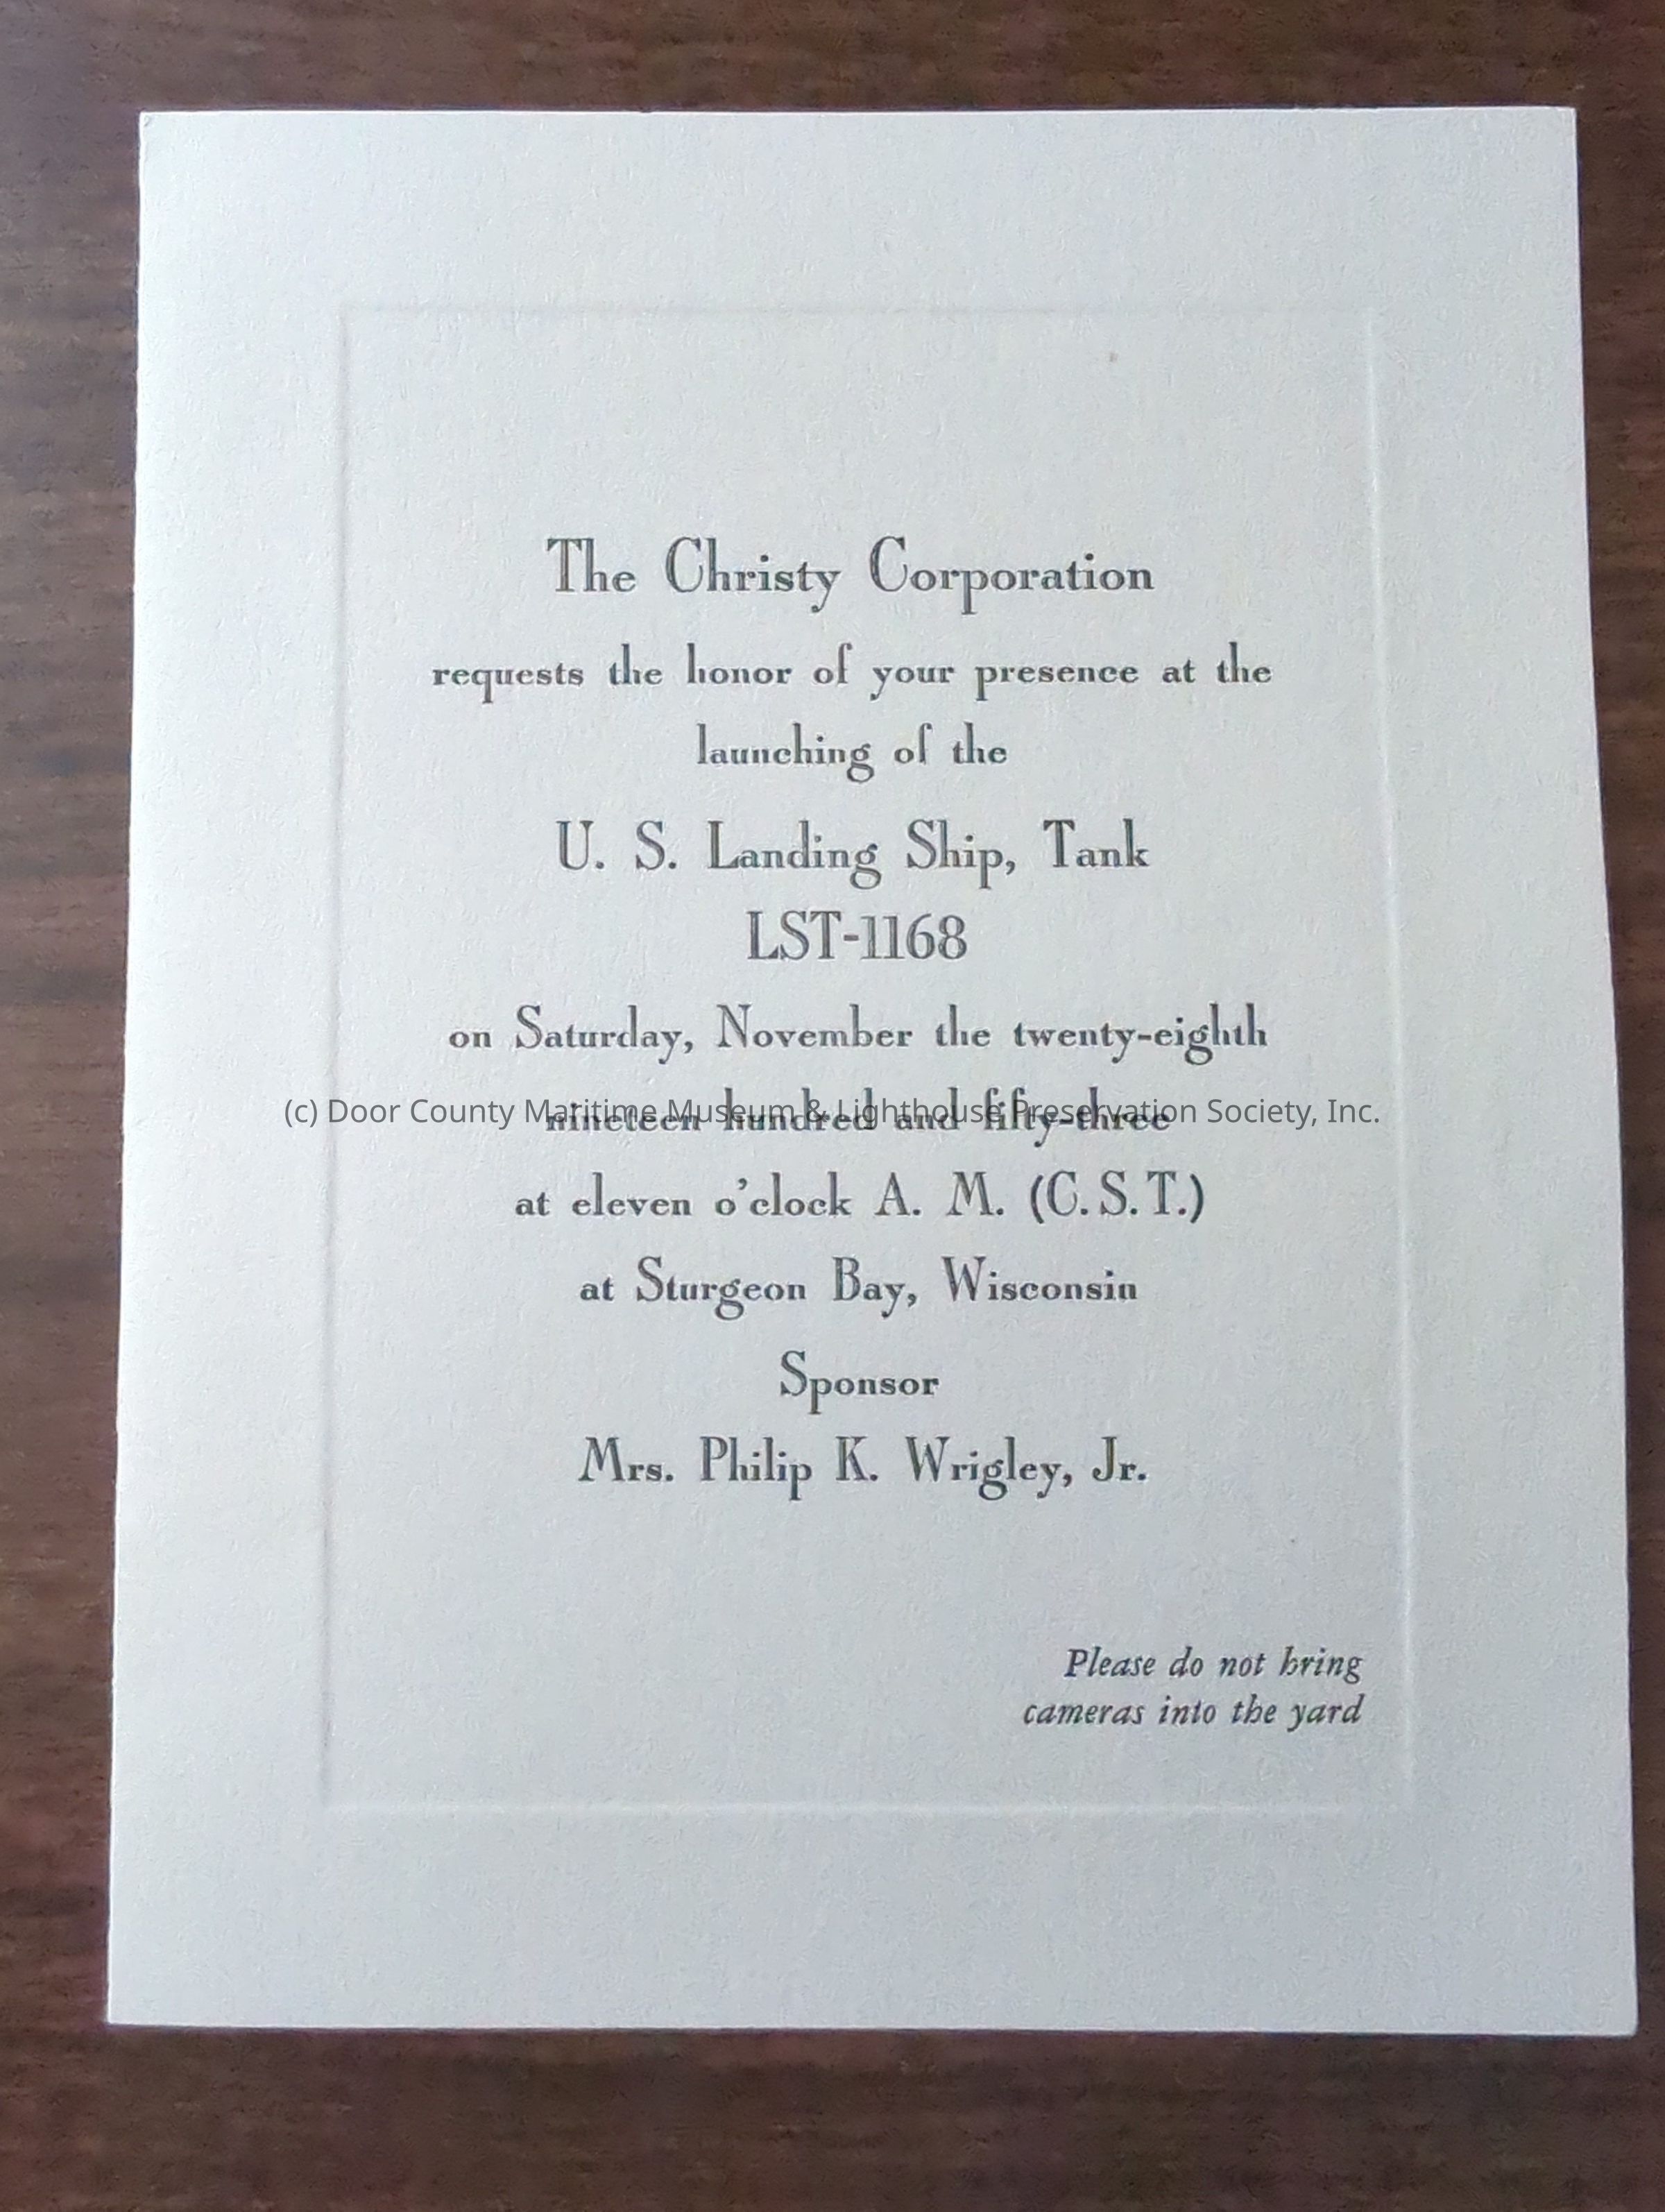 The Christy Corporation
requests the honor of your presence at the
launching of the
U. S. Landing Ship, Tank
LST-1168
on Saturday, November the twenty-eighth
(c) Door County Maritime Museum & Lighthouse Preservation Society, Inc.
nineteen hundred and fifty-three
at eleven o'clock A. M. (C. S. T.)
at Sturgeon Bay, Wisconsin
Sponsor
Mrs. Philip K. Wrigley, Jr.
Please do not bring
cameras into the yard